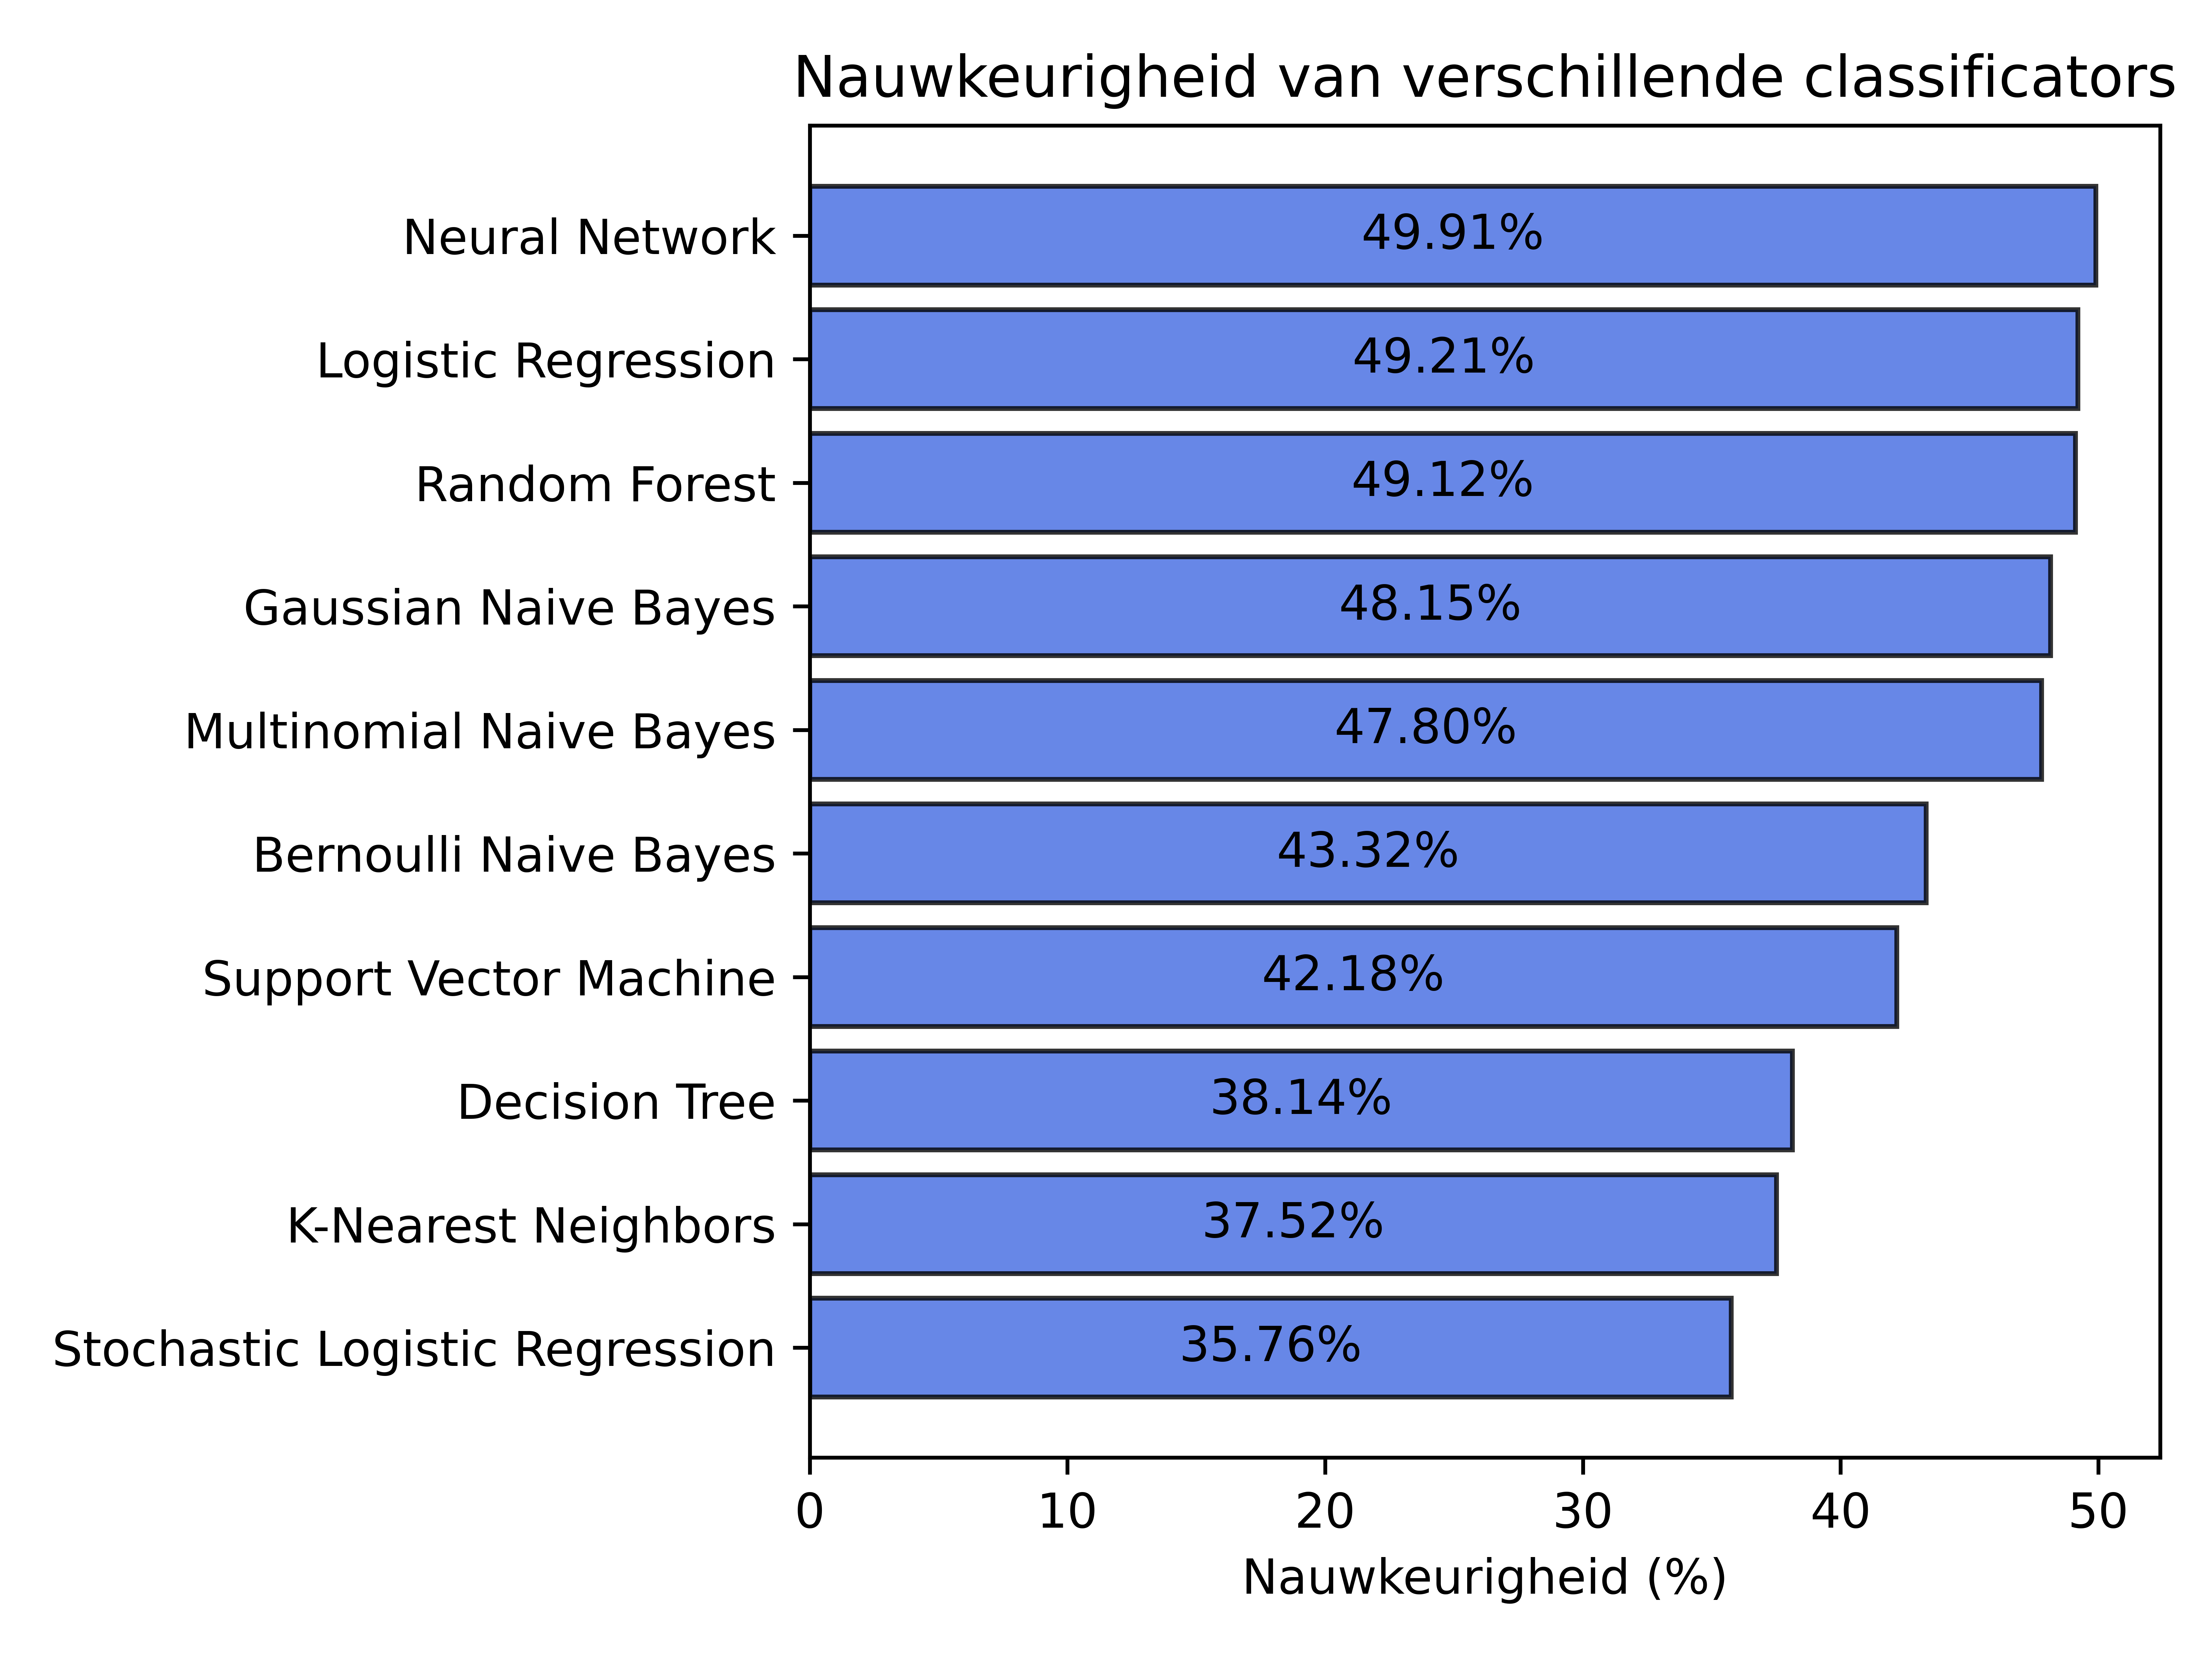 Nauwkeurigheid van verschillende classificators
Neural Network 49.91%
Logistic Regression 49.21%
Random Forest 49.12%
Gaussian Naive Bayes 48.15%
Multinomial Naive Bayes 47.80%
Bernoulli Naive Bayes 43.32%
Support Vector Machine 42.18%
Decision Tree 38.14%
K-Nearest Neighbors 37.52%
Stochastic Logistic Regression 35.76%
0 10 20 30 40 50
Nauwkeurigheid (%)